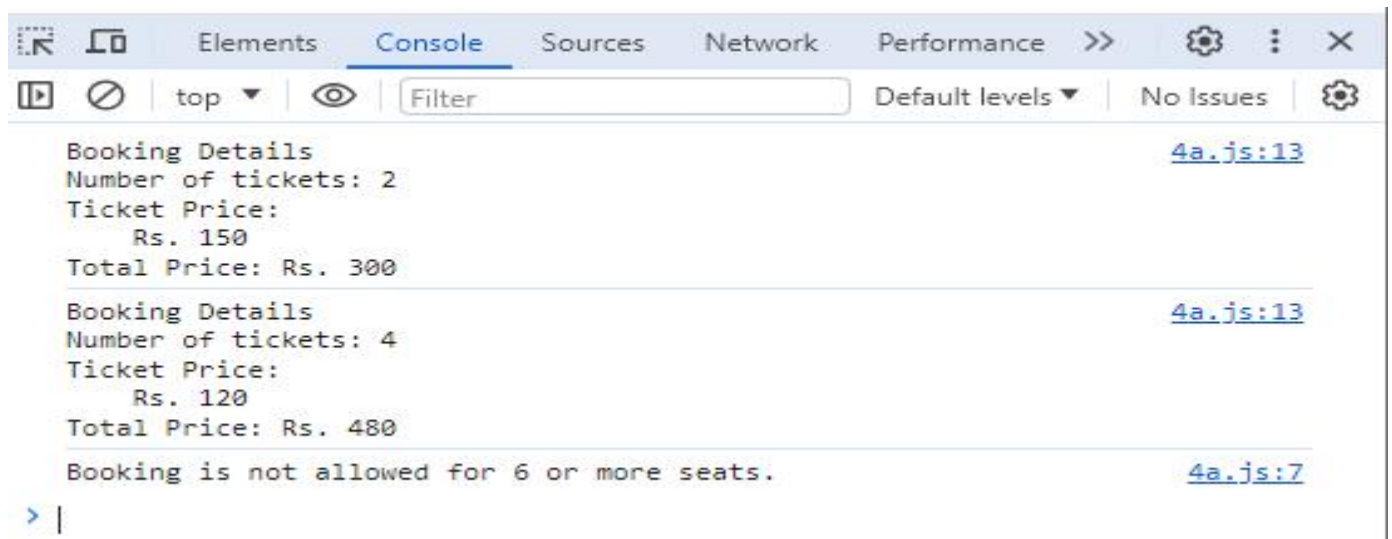 Elements Console Sources Network Performance >>
top ▼ Filter Default levels ▼ No Issues
Booking Details 4a.js:13
Number of tickets: 2
Ticket Price:
    Rs. 150
Total Price: Rs. 300
Booking Details 4a.js:13
Number of tickets: 4
Ticket Price:
    Rs. 120
Total Price: Rs. 480
Booking is not allowed for 6 or more seats. 4a.js:7
>